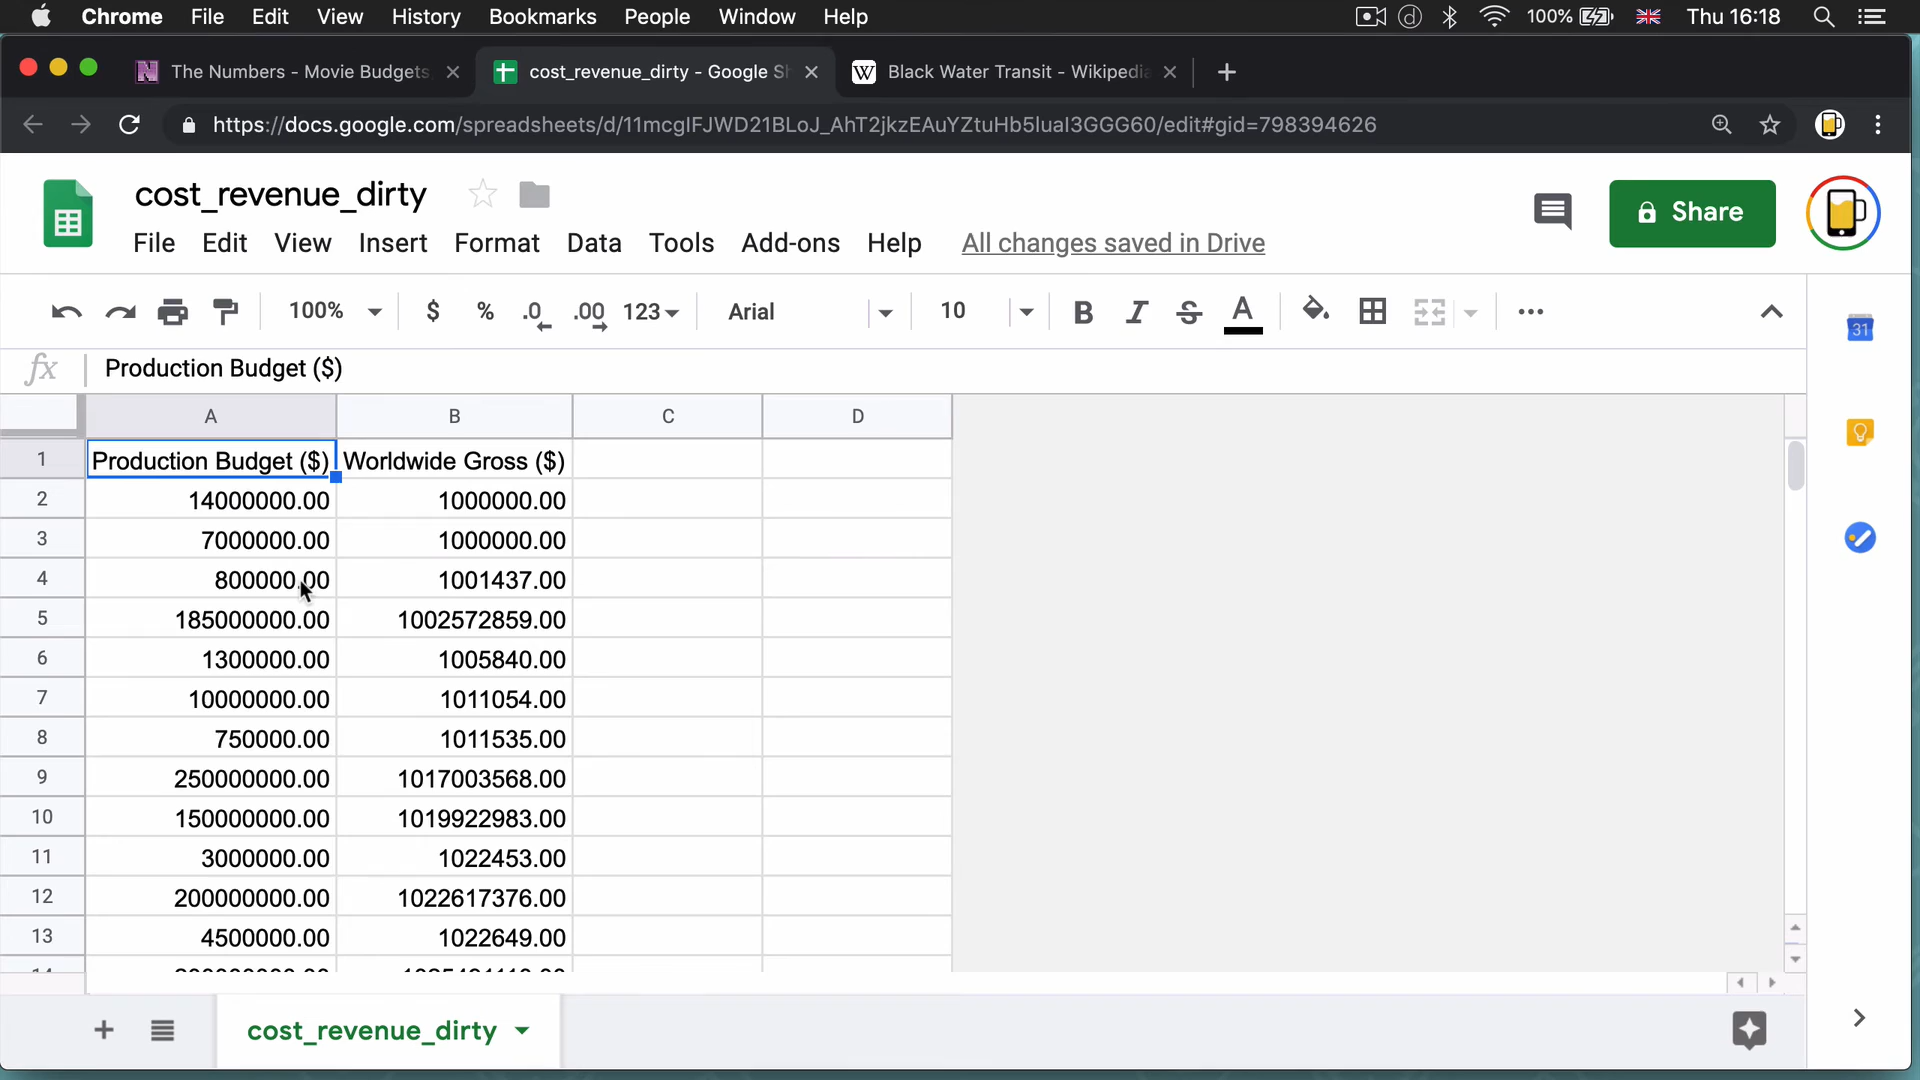 Chrome File Edit View History Bookmarks People Window Help 100% Thu 16:18
The Numbers - Movie Budgets cost_revenue_dirty - Google Sh Black Water Transit - Wikipedia
https://docs.google.com/spreadsheets/d/11mcgIFJWD21BLoJ_AhT2jkzEAuYZtuHb5luaI3GGG60/edit#gid=798394626
cost_revenue_dirty
Share
File Edit View Insert Format Data Tools Add-ons Help All changes saved in Drive
100% $ % .0 .00 123 Arial 10 B I S A
31
fx Production Budget ($)
A B C D
1 Production Budget ($) Worldwide Gross ($)
2 14000000.00 1000000.00
3 7000000.00 1000000.00
4 800000.00 1001437.00
5 185000000.00 1002572859.00
6 1300000.00 1005840.00
7 10000000.00 1011054.00
8 750000.00 1011535.00
9 250000000.00 1017003568.00
10 150000000.00 1019922983.00
11 3000000.00 1022453.00
12 200000000.00 1022617376.00
13 4500000.00 1022649.00
cost_revenue_dirty